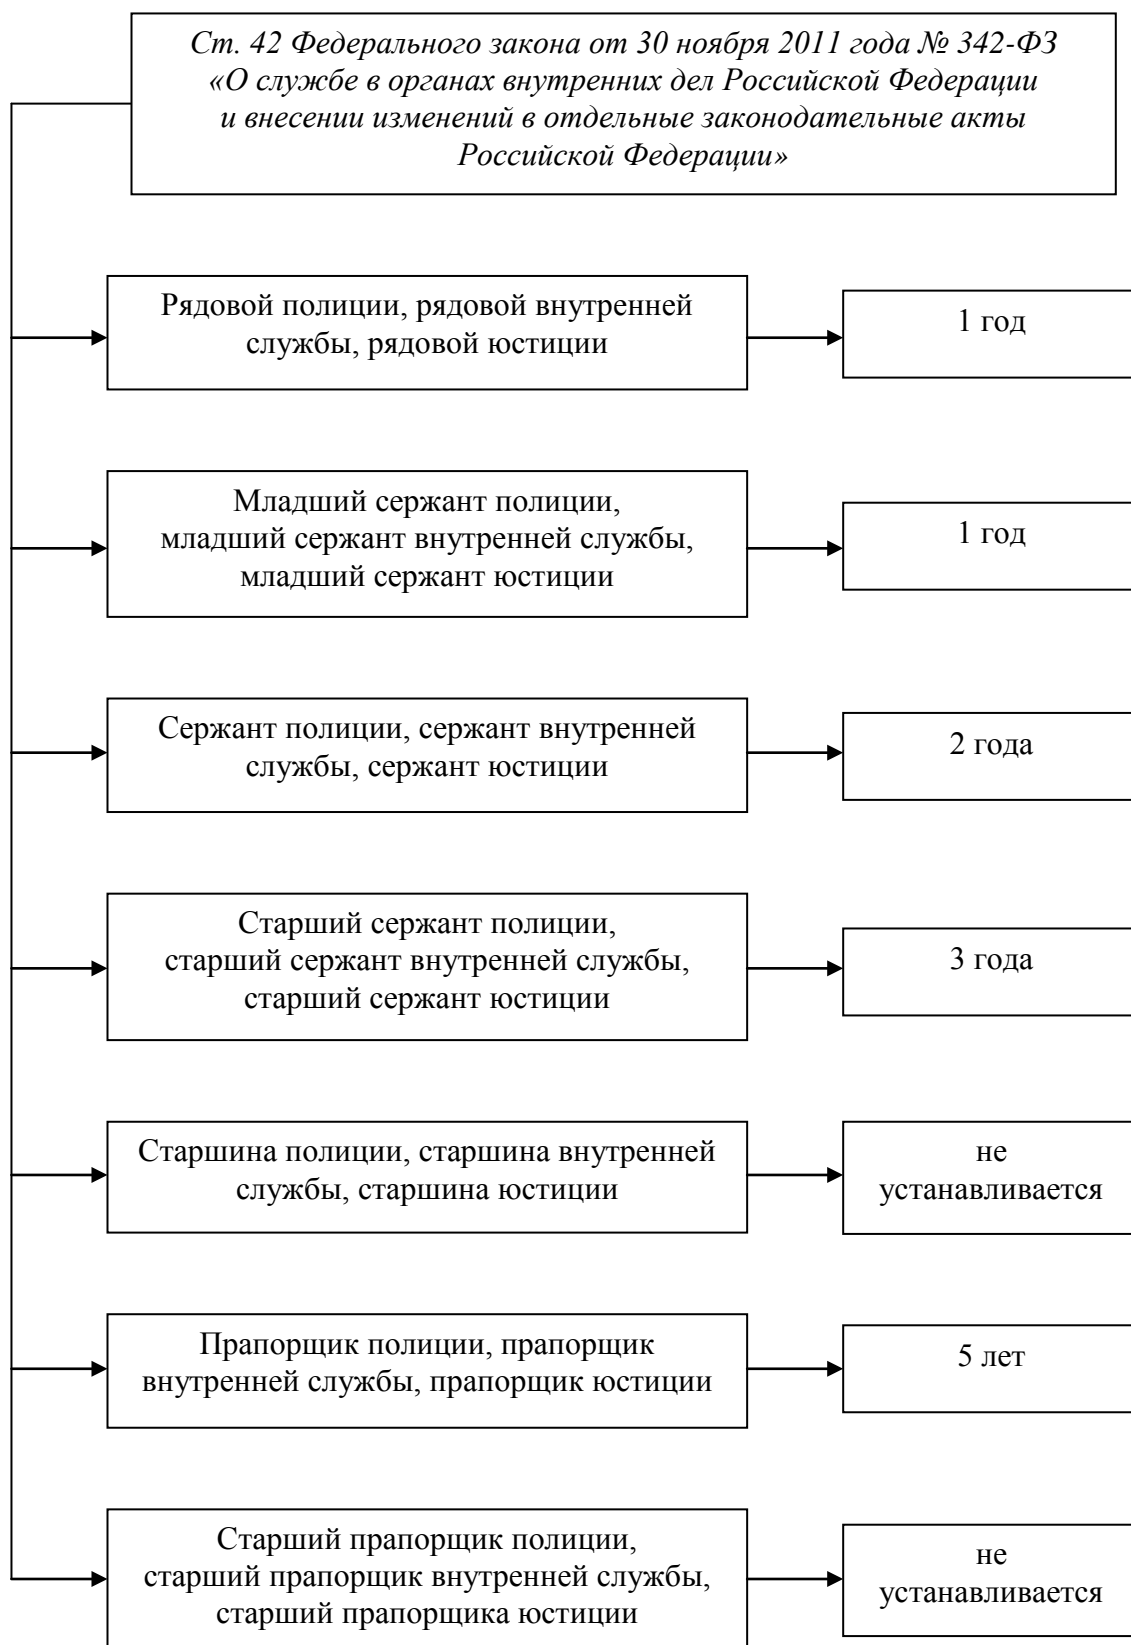 Ст. 42 Федерального закона от 30 ноября 2011 года № 342-ФЗ
«О службе в органах внутренних дел Российской Федерации
и внесении изменений в отдельные законодательные акты
Российской Федерации»
Рядовой полиции, рядовой внутренней
службы, рядовой юстиции
1 год
Младший сержант полиции,
младший сержант внутренней службы,
младший сержант юстиции
1 год
Сержант полиции, сержант внутренней
службы, сержант юстиции
2 года
Старший сержант полиции,
старший сержант внутренней службы,
старший сержант юстиции
3 года
Старшина полиции, старшина внутренней
службы, старшина юстиции
не
устанавливается
Прапорщик полиции, прапорщик
внутренней службы, прапорщик юстиции
5 лет
Старший прапорщик полиции,
старший прапорщик внутренней службы,
старший прапорщика юстиции
не
устанавливается